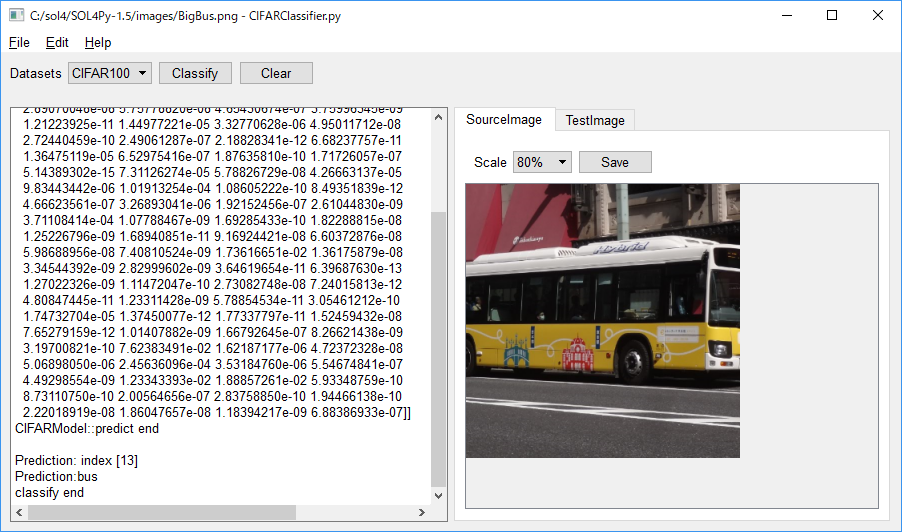 C:/sol4/SOL4Py-1.5/images/BigBus.png - CIFARClassifier.py
File Edit Help
Datasets CIFAR100 Classify Clear
2.89070048e-08 5.75778820e-08 4.65430674e-07 3.75996345e-09
1.21223925e-11 1.44977221e-05 3.32770628e-06 4.95011712e-08
2.72440459e-10 2.49061287e-07 2.18828341e-12 6.68237757e-11
1.36475119e-05 6.52975416e-07 1.87635810e-10 1.71726057e-07
5.14389302e-15 7.31126274e-05 5.78826729e-08 4.26663137e-05
9.83443442e-06 1.01913254e-04 1.08605222e-10 8.49351839e-12
4.66623561e-07 3.26893041e-06 1.92152456e-07 2.61044830e-09
3.71108414e-04 1.07788467e-09 1.69285433e-10 1.82288815e-08
1.25226796e-09 1.68940851e-11 9.16924421e-08 6.60372876e-08
5.98688956e-08 7.40810524e-09 1.73616651e-02 1.36175879e-08
3.34544392e-09 2.82999602e-09 3.64619654e-11 6.39687630e-13
1.27022326e-09 1.11472047e-10 2.73082748e-08 7.24015813e-12
4.80847445e-11 1.23311428e-09 5.78854534e-11 3.05461212e-10
1.74732704e-05 1.37450077e-12 1.77337797e-11 1.52459432e-08
7.65279159e-12 1.01407882e-09 1.66792645e-07 8.26621438e-09
3.19700821e-10 7.62383491e-02 1.62187177e-06 4.72372328e-08
5.06898050e-06 2.45636096e-04 3.53184760e-06 5.54674841e-07
4.49298554e-09 1.23343393e-02 1.88857261e-02 5.93348759e-10
8.73110750e-10 2.00564656e-07 2.83758850e-10 1.94466138e-10
2.22018919e-08 1.86047657e-08 1.18394217e-09 6.88386933e-07]]
CIFARModel::predict end
Prediction: index [13]
Prediction:bus
classify end
SourceImage TestImage
Scale 80% Save